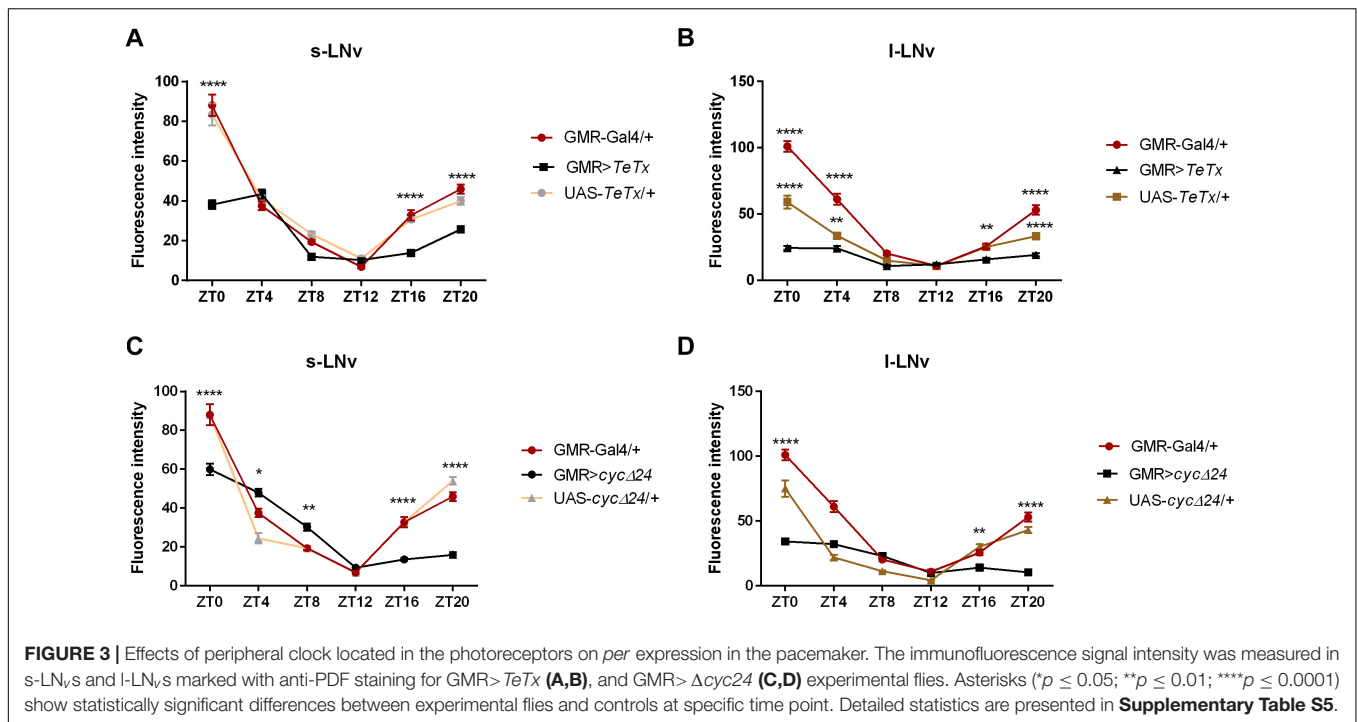 A
s-LNv
Fluorescence intensity
100
80
60
40
20
0
ZT0 ZT4 ZT8 ZT12 ZT16 ZT20
****
****
****
GMR-Gal4/+
GMR>TeTx
UAS-TeTx/+
B
l-LNv
Fluorescence intensity
150
100
50
0
ZT0 ZT4 ZT8 ZT12 ZT16 ZT20
****
****
****
**
**
****
****
GMR-Gal4/+
GMR>TeTx
UAS-TeTx/+
C
s-LNv
Fluorescence intensity
100
80
60
40
20
0
ZT0 ZT4 ZT8 ZT12 ZT16 ZT20
****
*
**
****
****
GMR-Gal4/+
GMR>cycΔ24
UAS-cycΔ24/+
D
l-LNv
Fluorescence intensity
150
100
50
0
ZT0 ZT4 ZT8 ZT12 ZT16 ZT20
****
**
****
GMR-Gal4/+
GMR>cycΔ24
UAS-cycΔ24/+
FIGURE 3 | Effects of peripheral clock located in the photoreceptors on per expression in the pacemaker. The immunofluorescence signal intensity was measured in
s-LNvs and l-LNvs marked with anti-PDF staining for GMR>TeTx (A,B), and GMR> Δcyc24 (C,D) experimental flies. Asterisks (*p ≤ 0.05; **p ≤ 0.01; ****p ≤ 0.0001)
show statistically significant differences between experimental flies and controls at specific time point. Detailed statistics are presented in Supplementary Table S5.